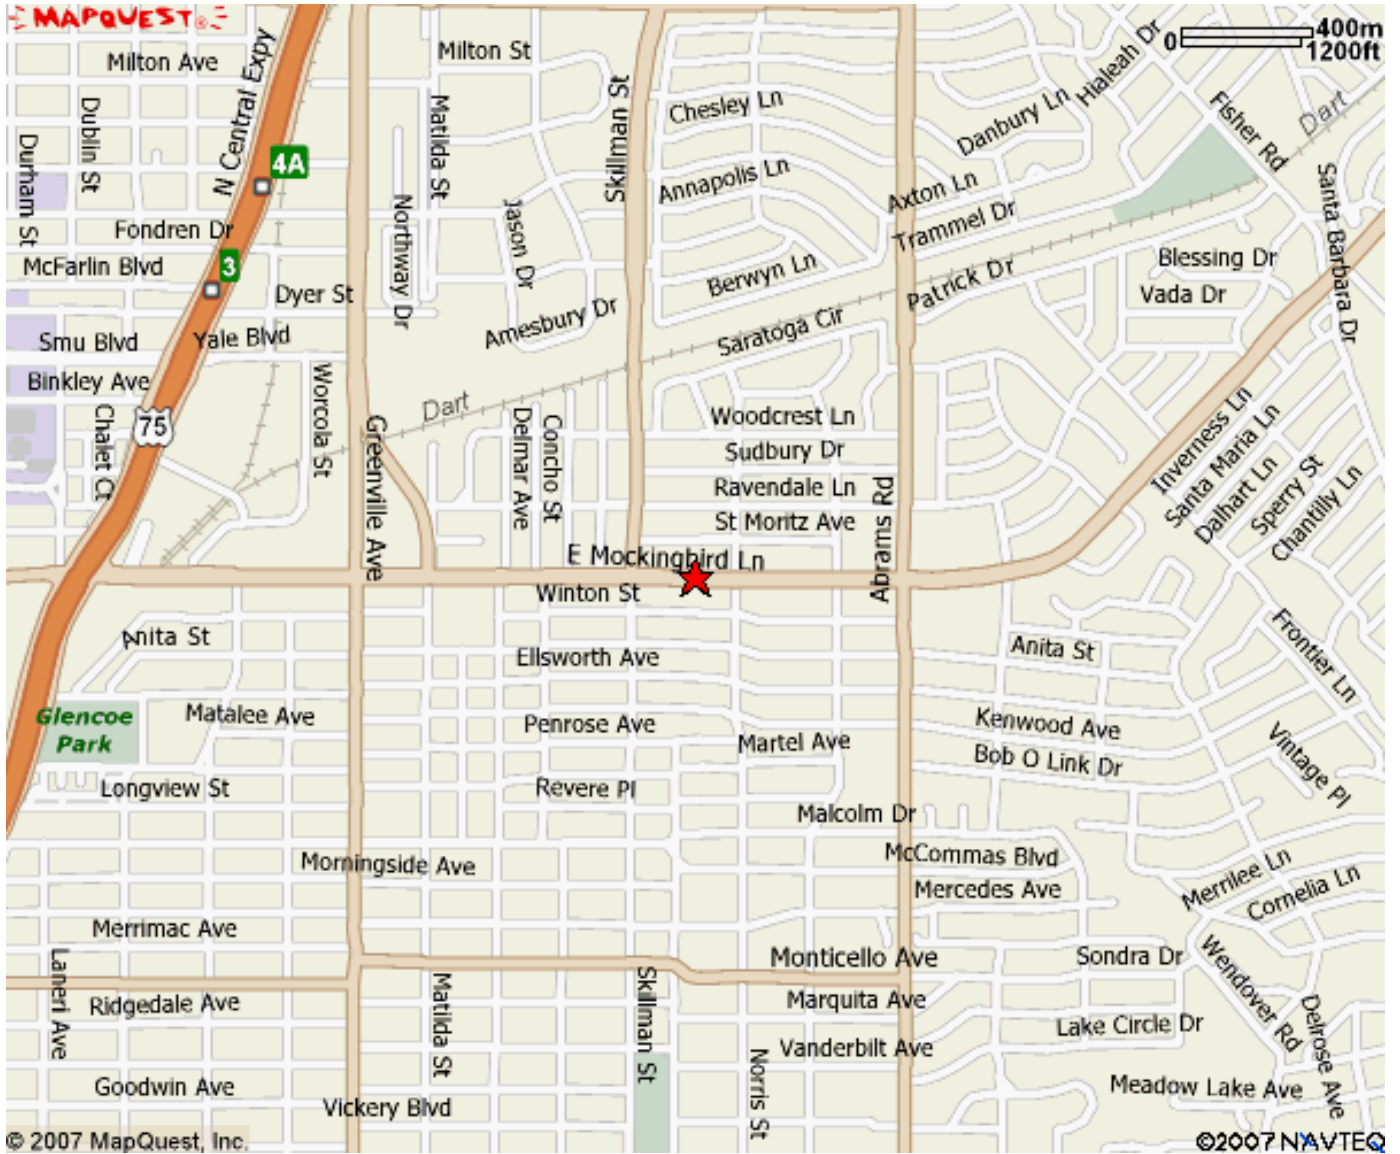 MAPQUEST®
400m
0
1200ft
Milton Ave
N Central Expy
Milton St
Skillman St
Hialeah Dr
Dublin St
Matilda St
Chesley Ln
Danbury Ln
Fisher Rd
Dart
Durham St
4A
Annapolis Ln
Axton Ln
Santa Barbara Dr
Northway Dr
Jason Dr
Fondren Dr
Trammel Dr
McFarlin Blvd
3
Berwyn Ln
Patrick Dr
Blessing Dr
Dyer St
Vada Dr
Amesbury Dr
Saratoga Cir
Smu Blvd
Yale Blvd
Binkley Ave
Worcola St
Dart
Chalet Ct
75
Greenville Ave
Delmar Ave
Concho St
Woodcrest Ln
Sudbury Dr
Ravendale Ln
St Moritz Ave
Abrams Rd
Inverness Ln
Santa Maria Ln
Dalhart Ln
Sperry St
Chantilly Ln
E Mockingbird Ln
Winton St
Anita St
Ellsworth Ave
Anita St
Frontier Ln
Glencoe
Park
Matalee Ave
Penrose Ave
Martel Ave
Kenwood Ave
Bob O Link Dr
Vintage Pl
Longview St
Revere Pl
Malcolm Dr
Morningside Ave
McCommas Blvd
Mercedes Ave
Merrilee Ln
Cornelia Ln
Merrimac Ave
Laneri Ave
Monticello Ave
Sondra Dr
Wendover Rd
Ridgedale Ave
Matilda St
Skillman St
Marquita Ave
Lake Circle Dr
Delrose Ave
Vanderbilt Ave
Norris St
Goodwin Ave
Vickery Blvd
Meadow Lake Ave
© 2007 MapQuest, Inc.
©2007 NAVTEQ